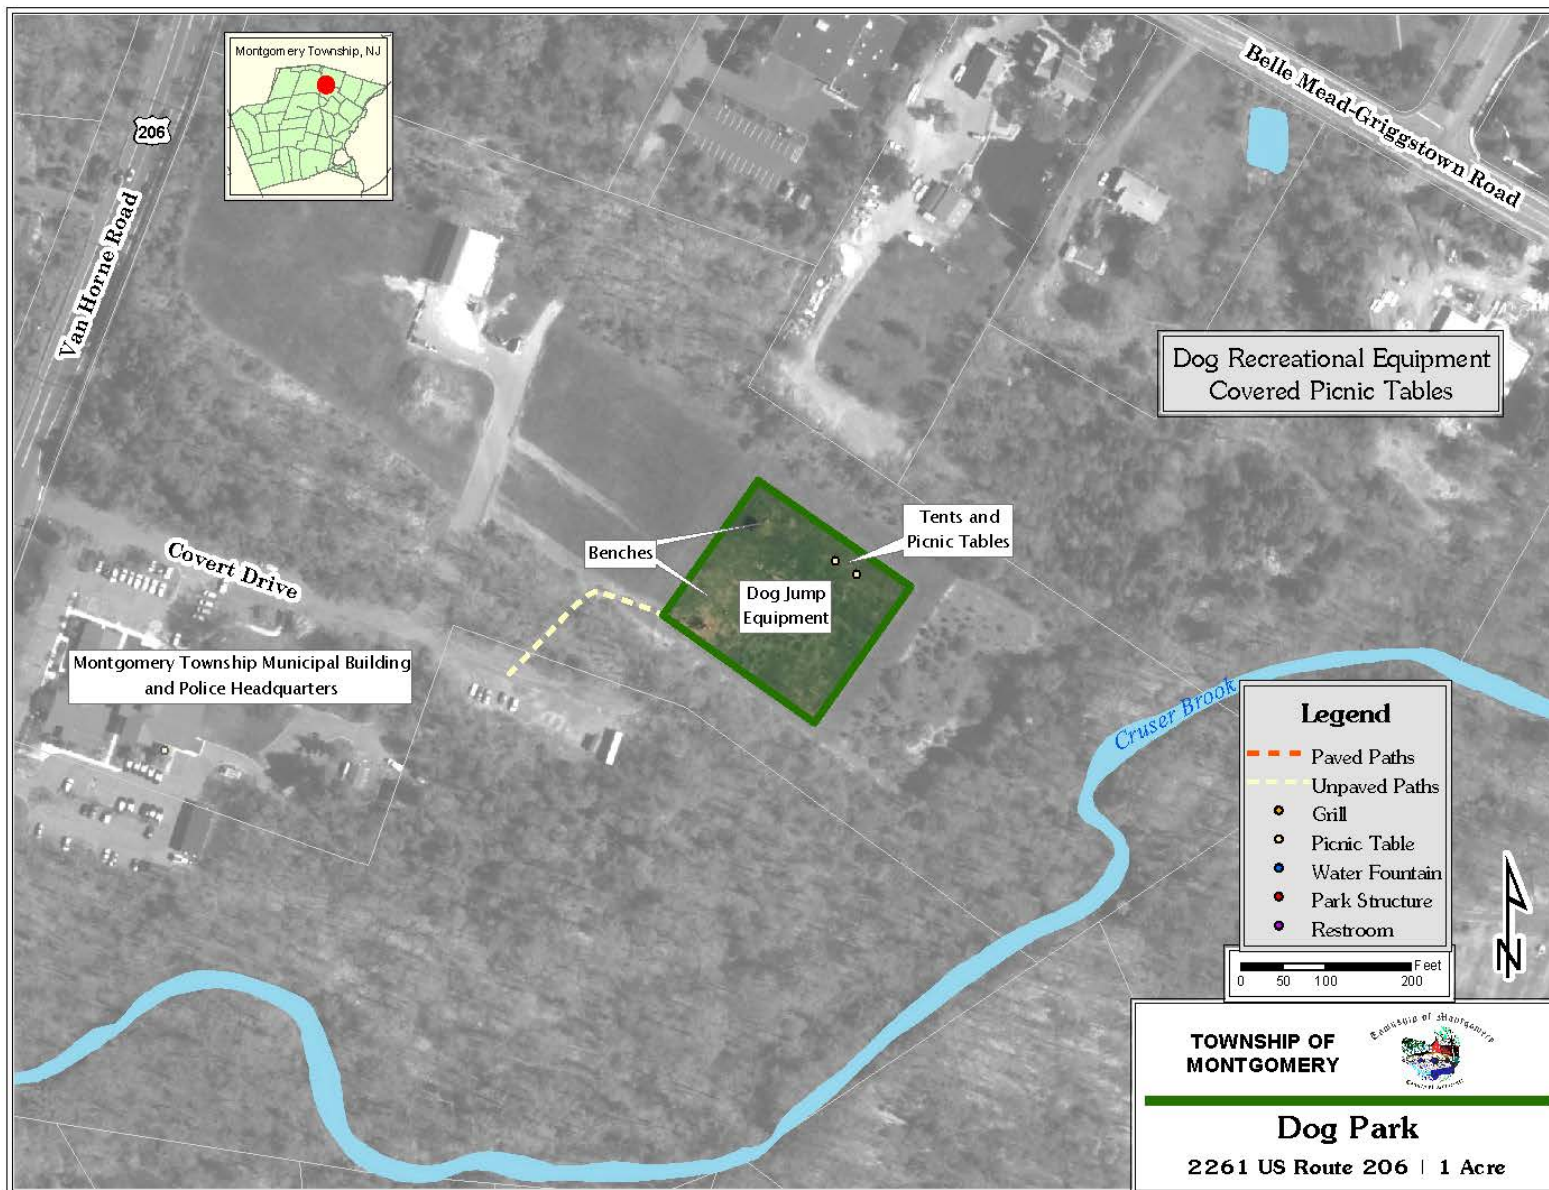 Montgomery Township, NJ
206
Van Horne Road
Belle Mead-Griggstown Road
Dog Recreational Equipment
Covered Picnic Tables
Tents and
Picnic Tables
Benches
Dog Jump
Equipment
Covert Drive
Montgomery Township Municipal Building
and Police Headquarters
Cruser Brook
Legend
Paved Paths
Unpaved Paths
Grill
Picnic Table
Water Fountain
Park Structure
Restroom
N
Feet
0 50 100 200
TOWNSHIP OF
MONTGOMERY
Township of Montgomery
Dog Park
2261 US Route 206 | 1 Acre